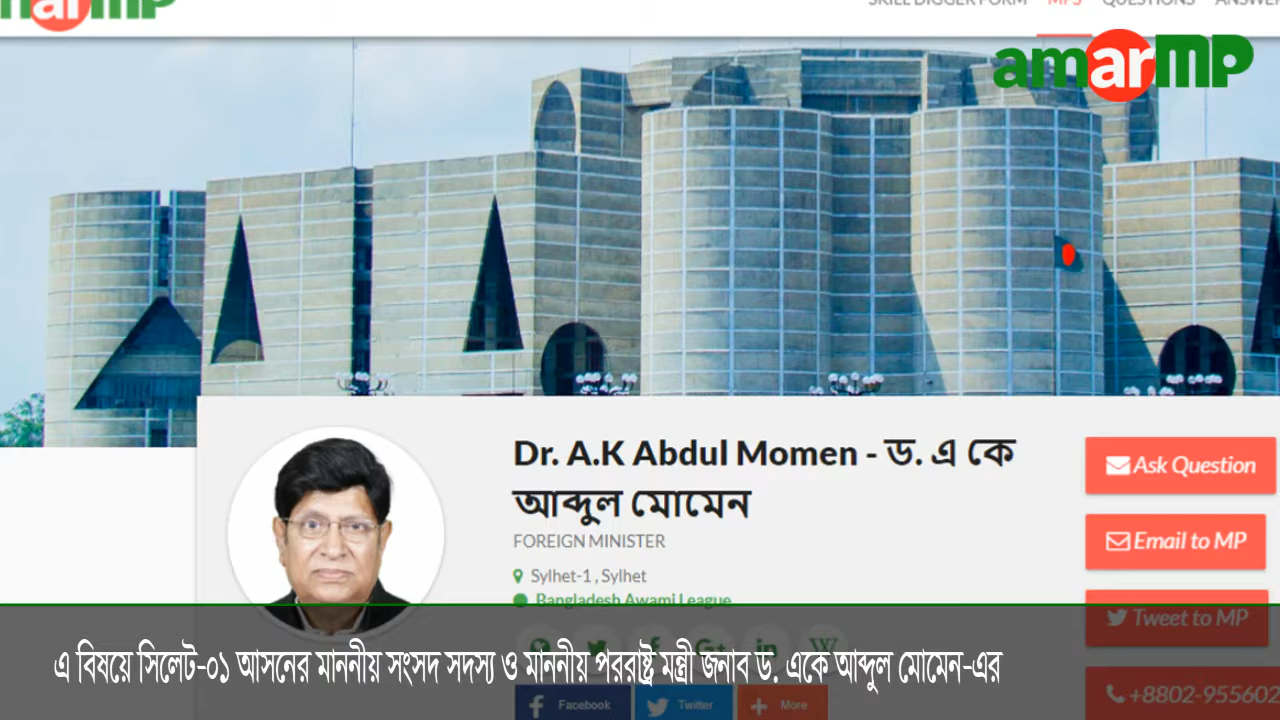 amarMP
SKILL DIGGER FORM MPS QUESTIONS ANSWER
amarMP
Dr. A.K Abdul Momen - ড. এ কে
আব্দুল মোমেন
FOREIGN MINISTER
Sylhet-1 , Sylhet
Bangladesh Awami League
Ask Question
Email to MP
Tweet to MP
+8802-955602
এ বিষয়ে সিলেট-০১ আসনের মাননীয় সংসদ সদস্য ও মাননীয় পররাষ্ট্র মন্ত্রী জনাব ড. একে আব্দুল মোমেন-এর
Facebook Twitter More